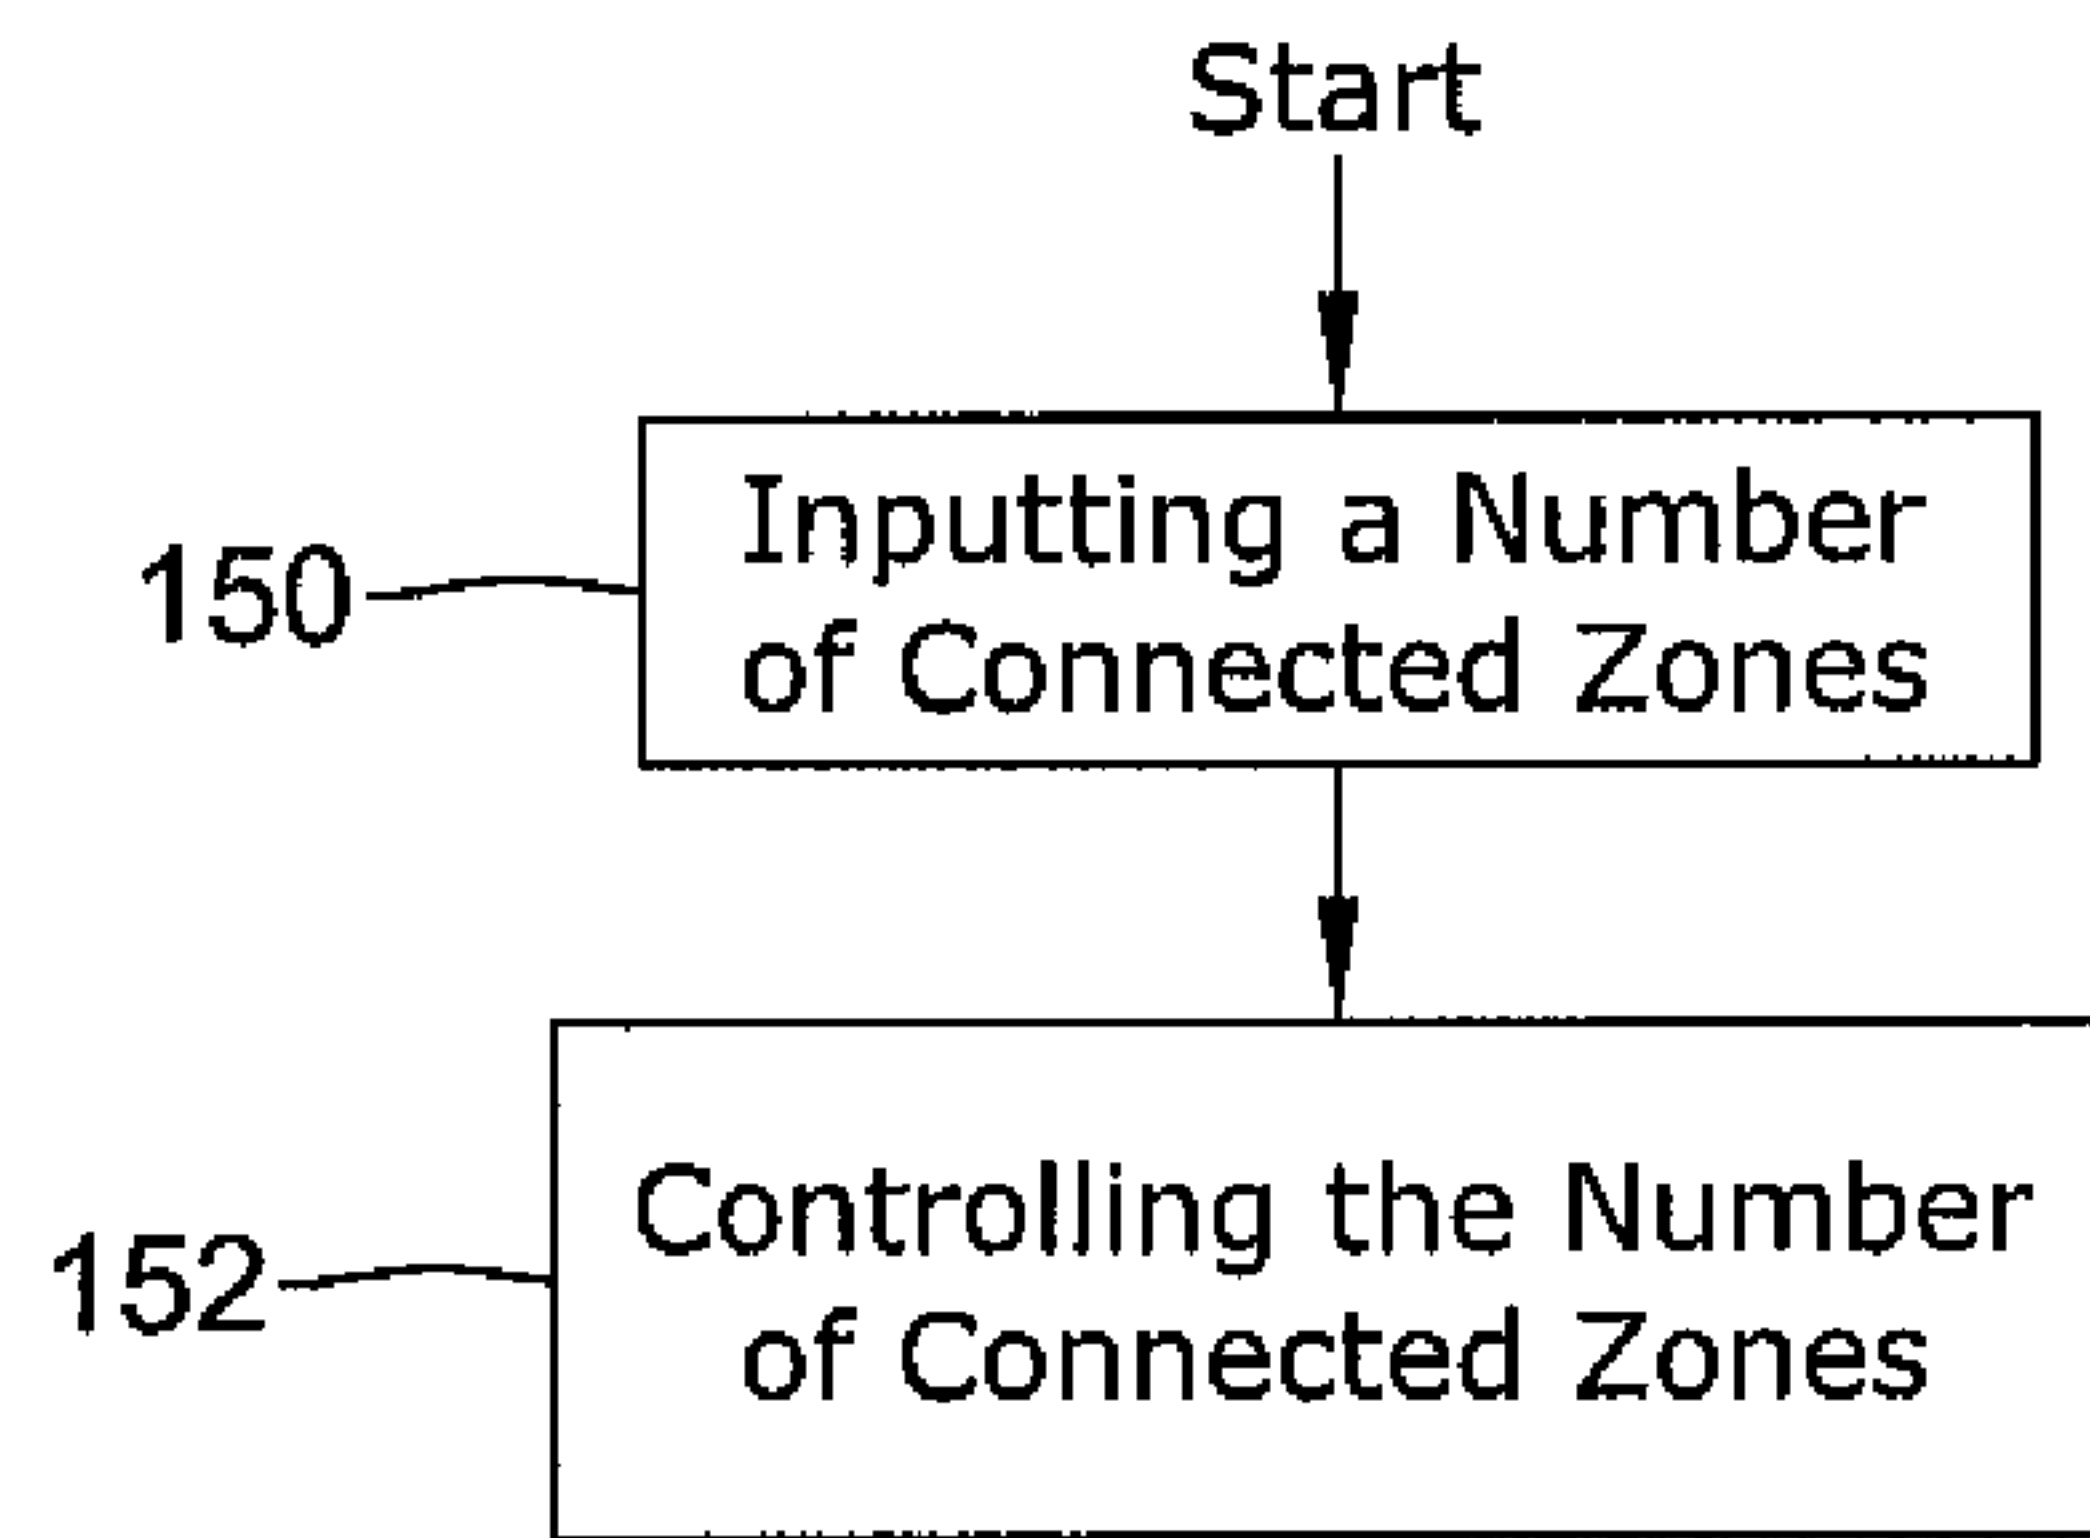 Start
150
Inputting a Number
of Connected Zones
152
Controlling the Number
of Connected Zones